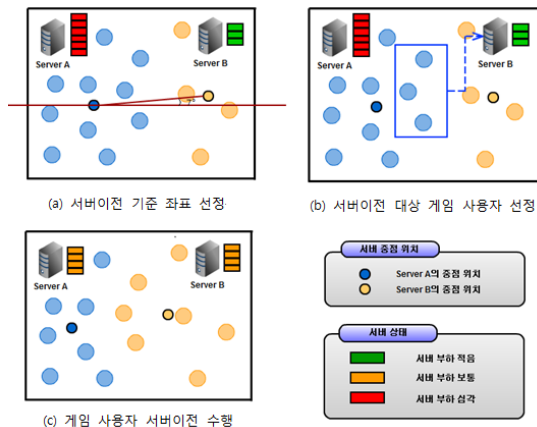 Server A
Server B
(a) 서버이전 기준 좌표 선정
Server A
Server B
(b) 서버이전 대상 게임 사용자 선정
Server A
Server B
(c) 게임 사용자 서버이전 수행
서버 중점 위치
Server A의 중점 위치
Server B의 중점 위치
서버 상태
서버 부하 적음
서버 부하 보통
서버 부하 심각